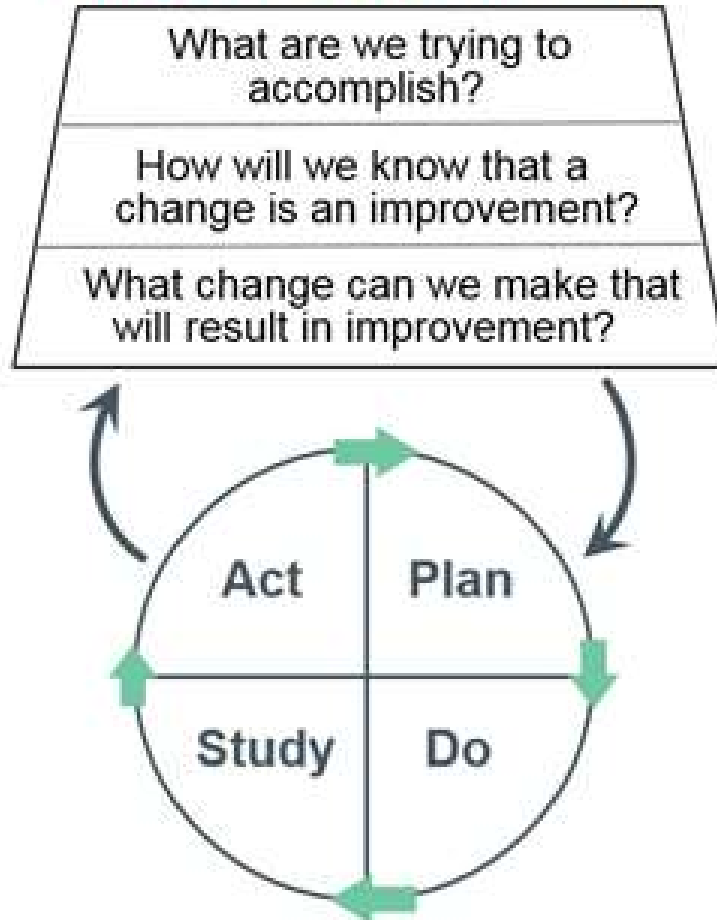 What are we trying to
accomplish?
How will we know that a
change is an improvement?
What change can we make that
will result in improvement?
Act
Plan
Study
Do